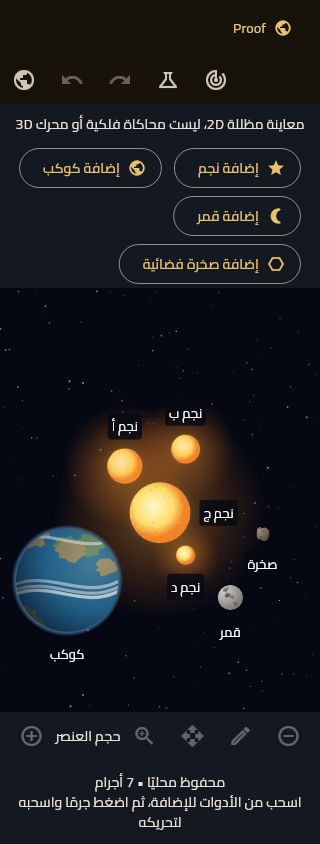 Proof
معاينة مظللة 2D، ليست محاكاة فلكية أو محرك 3D
إضافة نجم
إضافة كوكب
إضافة قمر
إضافة صخرة فضائية
نجم ب
نجم أ
نجم ج
صخرة
نجم د
قمر
كوكب
حجم العنصر
محفوظ محليًا • 7 أجرام
اسحب من الأدوات للإضافة، ثم اضغط جرمًا واسحبه
لتحريكه